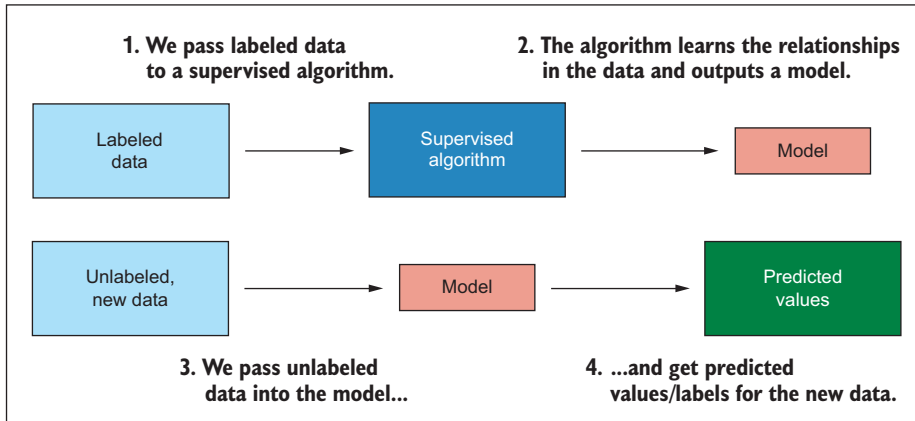 1. We pass labeled data
to a supervised algorithm.
2. The algorithm learns the relationships
in the data and outputs a model.
Labeled
data
Supervised
algorithm
Model
Unlabeled,
new data
Model
Predicted
values
3. We pass unlabeled
data into the model...
4. ...and get predicted
values/labels for the new data.